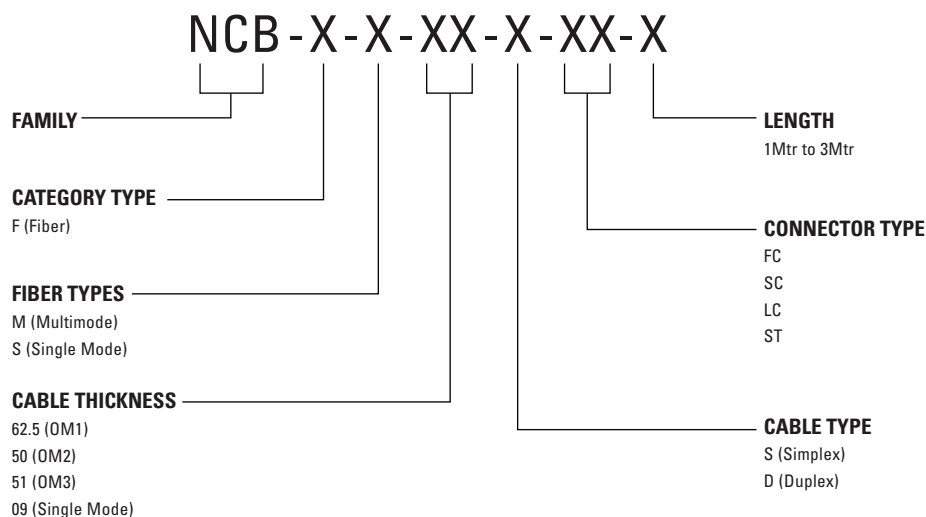 NCB-X-X-XX-X-XX-X
FAMILY
CATEGORY TYPE
F (Fiber)
FIBER TYPES
M (Multimode)
S (Single Mode)
CABLE THICKNESS
62.5 (OM1)
50 (OM2)
51 (OM3)
09 (Single Mode)
LENGTH
1Mtr to 3Mtr
CONNECTOR TYPE
FC
SC
LC
ST
CABLE TYPE
S (Simplex)
D (Duplex)